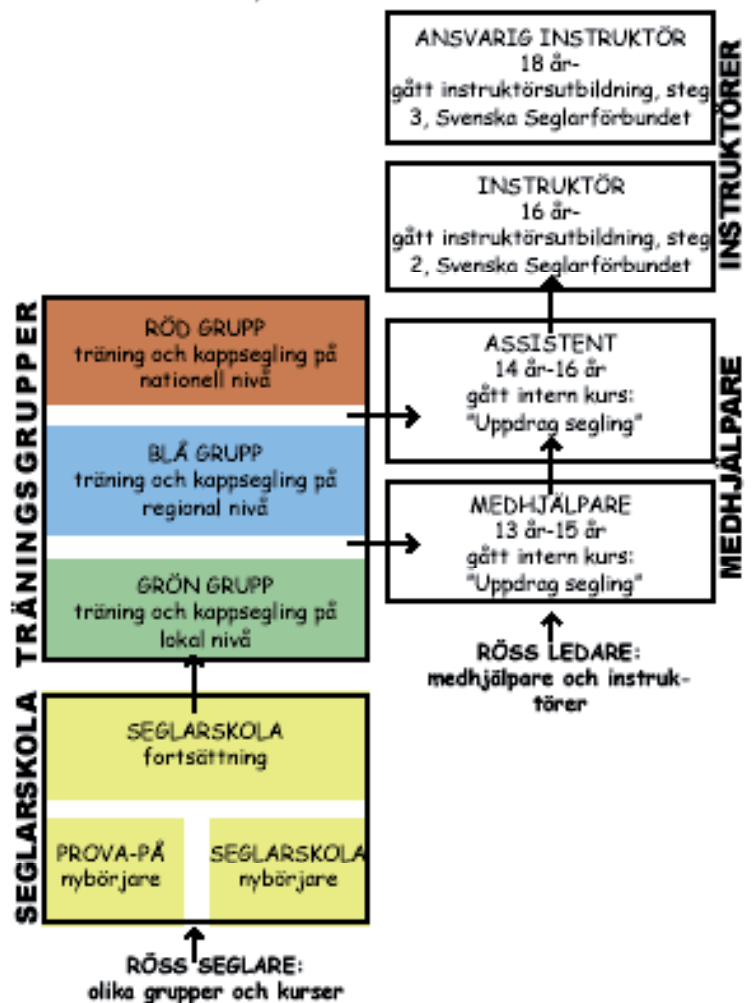 ANSVARIG INSTRUKTÖR
18 år-
gått instruktörsutbildning, steg
3, Svenska Seglarförbundet
INSTRUKTÖR
16 år-
gått instruktörsutbildning, steg
2, Svenska Seglarförbundet
INSTRUKTÖRER
RÖD GRUPP
träning och kappsegling på
nationell nivå
BLÅ GRUPP
träning och kappsegling på
regional nivå
GRÖN GRUPP
träning och kappsegling på
lokal nivå
TRÄNINGSGRUPPER
ASSISTENT
14 år-16 år
gått intern kurs:
"Uppdrag segling"
MEDHJÄLPARE
13 år-15 år
gått intern kurs:
"Uppdrag segling"
MEDHJÄLPARE
RÖSS LEDARE:
medhjälpare och instruk-
törer
SEGLARSKOLA
fortsättning
PROVA-PÅ
nybörjare
SEGLARSKOLA
nybörjare
SEGLARSKOLA
RÖSS SEGLARE:
olika grupper och kurser